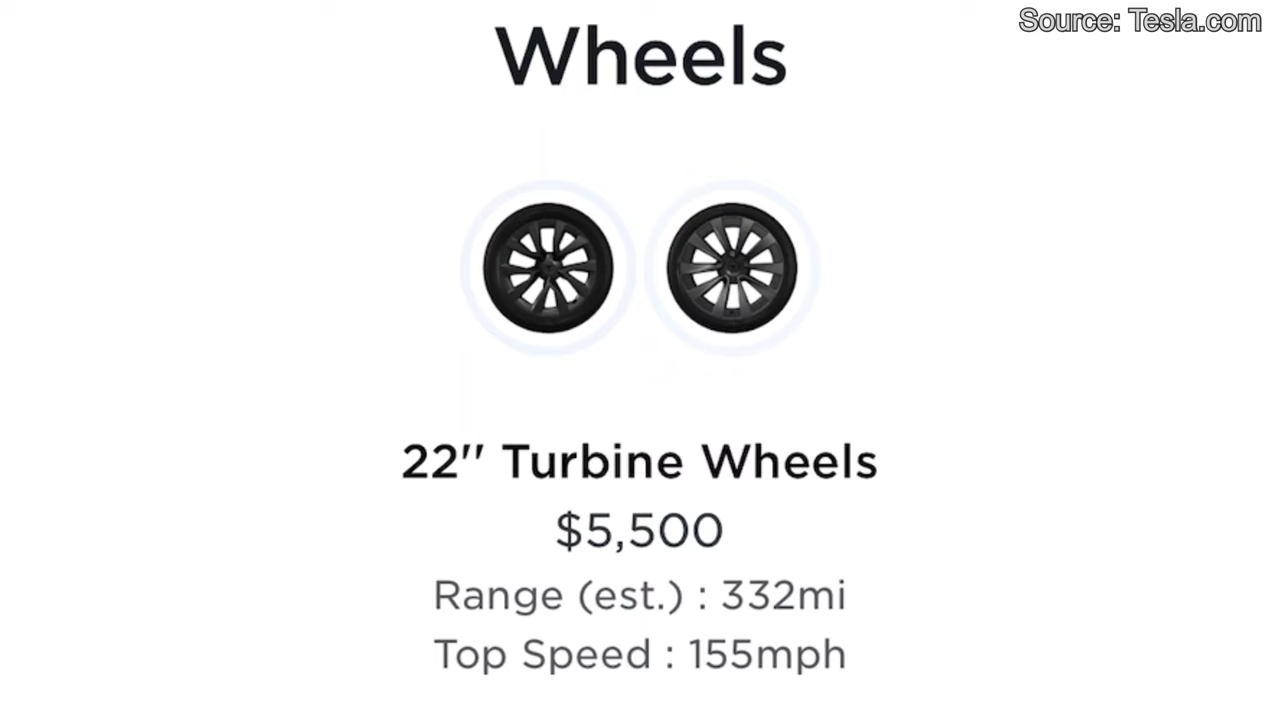 Source: Tesla.com
Wheels
22'' Turbine Wheels
$5,500
Range (est.) : 332mi
Top Speed : 155mph